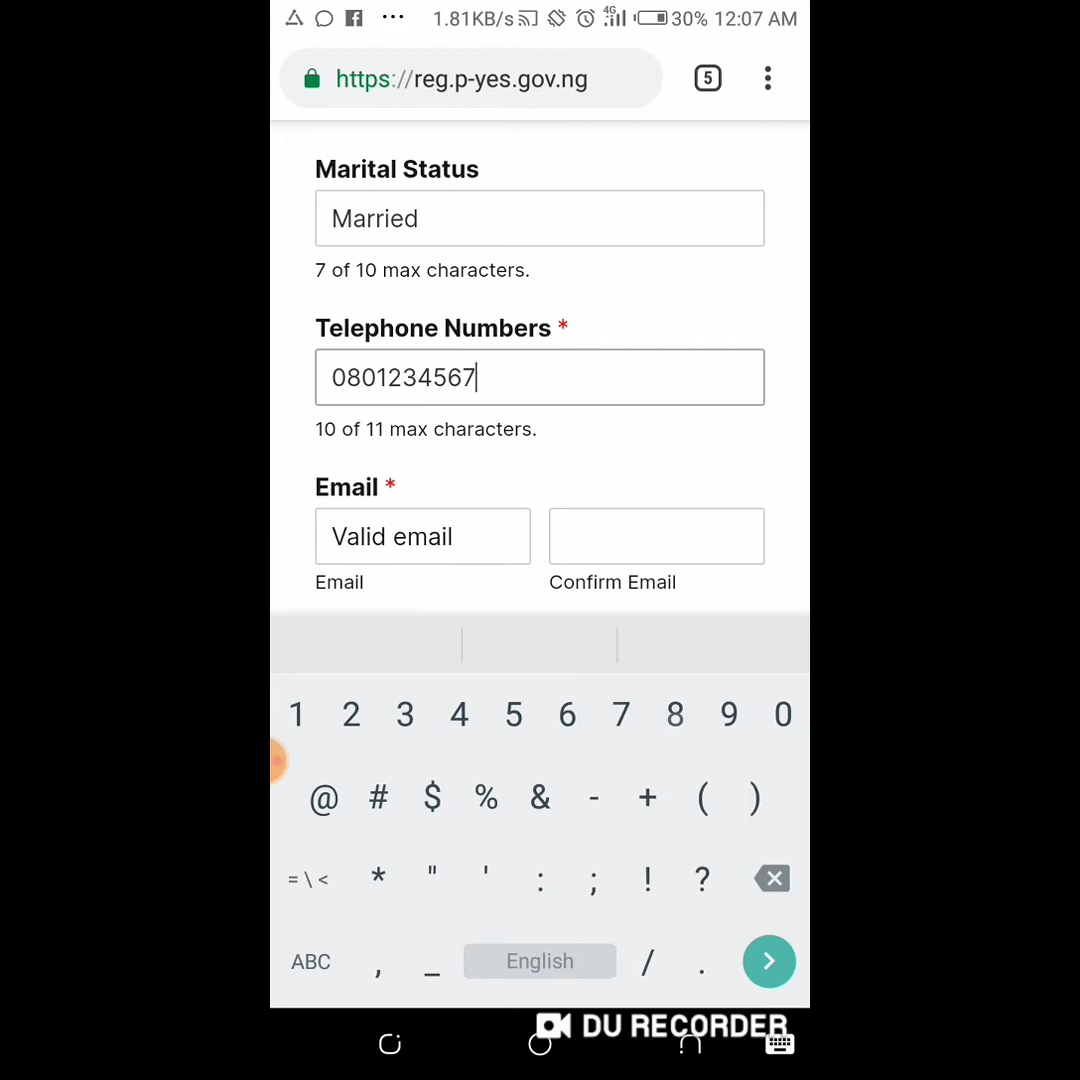 1.81KB/s 4G 30% 12:07 AM
https://reg.p-yes.gov.ng 5
Marital Status
Married
7 of 10 max characters.
Telephone Numbers *
0801234567
10 of 11 max characters.
Email *
Valid email
Email Confirm Email
1 2 3 4 5 6 7 8 9 0
@ # $ % & - + ( )
= \ < * " ' : ; ! ?
ABC , _ English / .
DU RECORDER